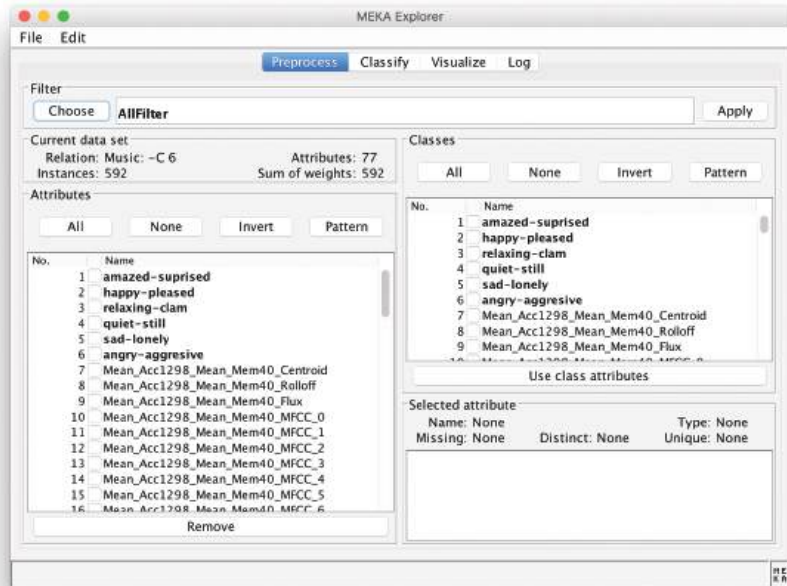 MEKA Explorer
File Edit
Preprocess Classify Visualize Log
Filter
Choose AllFilter Apply
Current data set
Relation: Music: -C 6 Attributes: 77
Instances: 592 Sum of weights: 592
Attributes
All None Invert Pattern
No. Name
1 amazed-suprised
2 happy-pleased
3 relaxing-clam
4 quiet-still
5 sad-lonely
6 angry-aggresive
7 Mean_Acc1298_Mean_Mem40_Centroid
8 Mean_Acc1298_Mean_Mem40_Rolloff
9 Mean_Acc1298_Mean_Mem40_Flux
10 Mean_Acc1298_Mean_Mem40_MFCC_0
11 Mean_Acc1298_Mean_Mem40_MFCC_1
12 Mean_Acc1298_Mean_Mem40_MFCC_2
13 Mean_Acc1298_Mean_Mem40_MFCC_3
14 Mean_Acc1298_Mean_Mem40_MFCC_4
15 Mean_Acc1298_Mean_Mem40_MFCC_5
16 Mean_Acc1298_Mean_Mem40_MFCC_6
Remove
Classes
All None Invert Pattern
No. Name
1 amazed-suprised
2 happy-pleased
3 relaxing-clam
4 quiet-still
5 sad-lonely
6 angry-aggresive
7 Mean_Acc1298_Mean_Mem40_Centroid
8 Mean_Acc1298_Mean_Mem40_Rolloff
9 Mean_Acc1298_Mean_Mem40_Flux
10 Mean_Acc1298_Mean_Mem40_MFCC_0
Use class attributes
Selected attribute
Name: None Type: None
Missing: None Distinct: None Unique: None
ME
KA